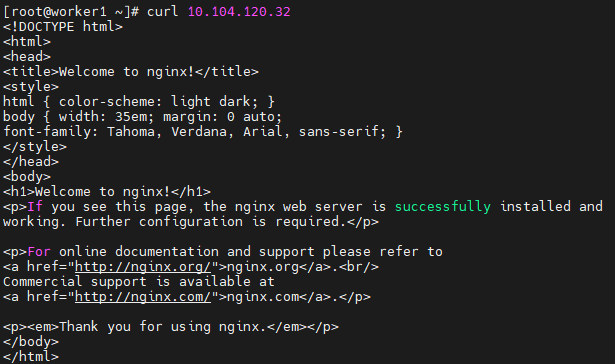 [root@worker1 ~]# curl 10.104.120.32
<!DOCTYPE html>
<html>
<head>
<title>Welcome to nginx!</title>
<style>
html { color-scheme: light dark; }
body { width: 35em; margin: 0 auto;
font-family: Tahoma, Verdana, Arial, sans-serif; }
</style>
</head>
<body>
<h1>Welcome to nginx!</h1>
<p>If you see this page, the nginx web server is successfully installed and
working. Further configuration is required.</p>

<p>For online documentation and support please refer to
<a href="http://nginx.org/">nginx.org</a>.<br/>
Commercial support is available at
<a href="http://nginx.com/">nginx.com</a>.</p>

<p><em>Thank you for using nginx.</em></p>
</body>
</html>